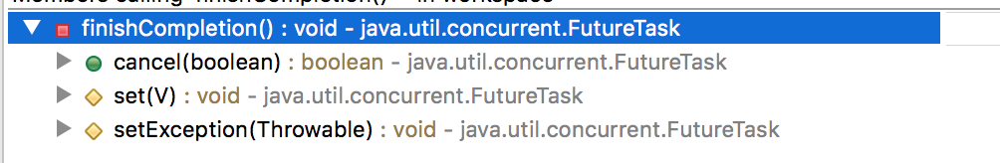 Members calling 'finishCompletion()' - in workspace
finishCompletion() : void - java.util.concurrent.FutureTask
cancel(boolean) : boolean - java.util.concurrent.FutureTask
set(V) : void - java.util.concurrent.FutureTask
setException(Throwable) : void - java.util.concurrent.FutureTask